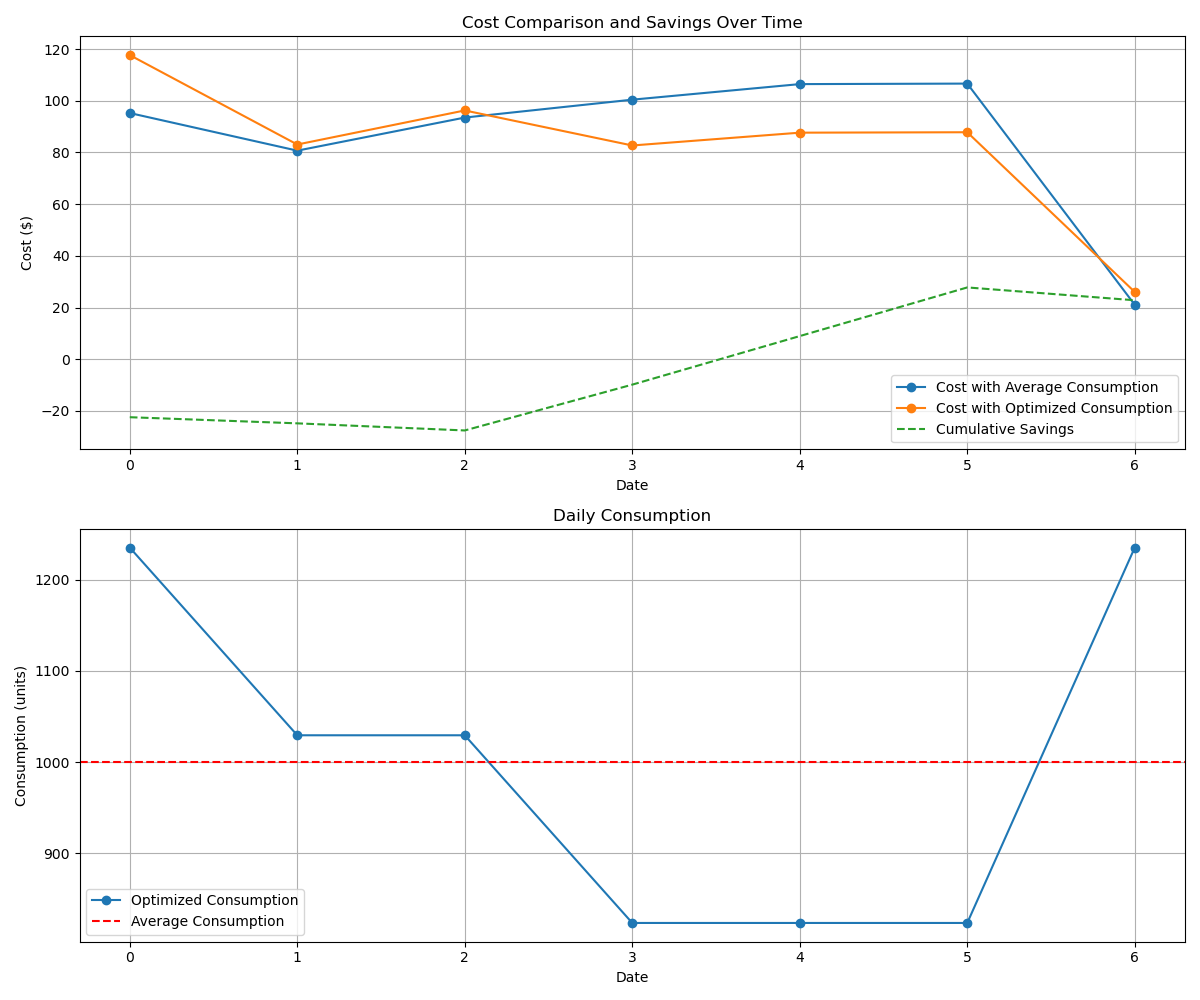 Cost Comparison and Savings Over Time
Cost ($)
120
100
80
60
40
20
0
−20
Cost with Average Consumption
Cost with Optimized Consumption
Cumulative Savings
0 1 2 3 4 5 6
Date
Daily Consumption
Consumption (units)
1200
1100
1000
900
Optimized Consumption
Average Consumption
0 1 2 3 4 5 6
Date